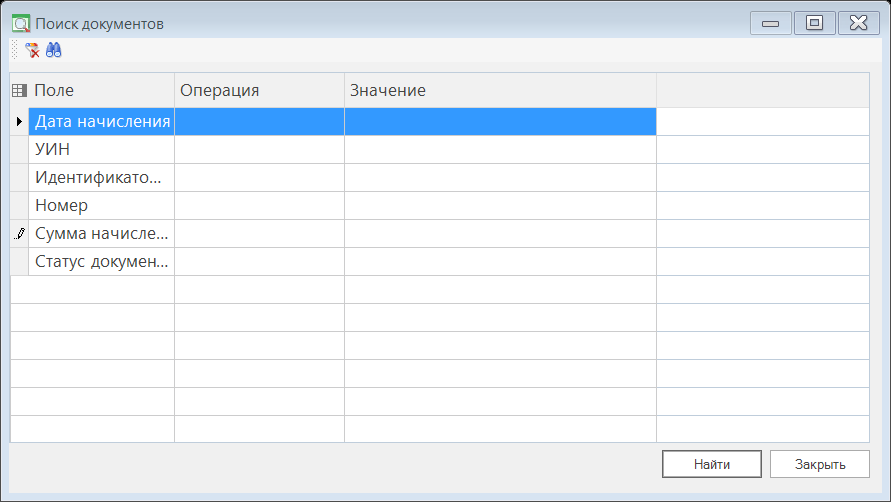 Поиск документов
Поле Операция Значение
Дата начисления
УИН
Идентификато...
Номер
Сумма начисле...
Статус докумен...
Найти Закрыть